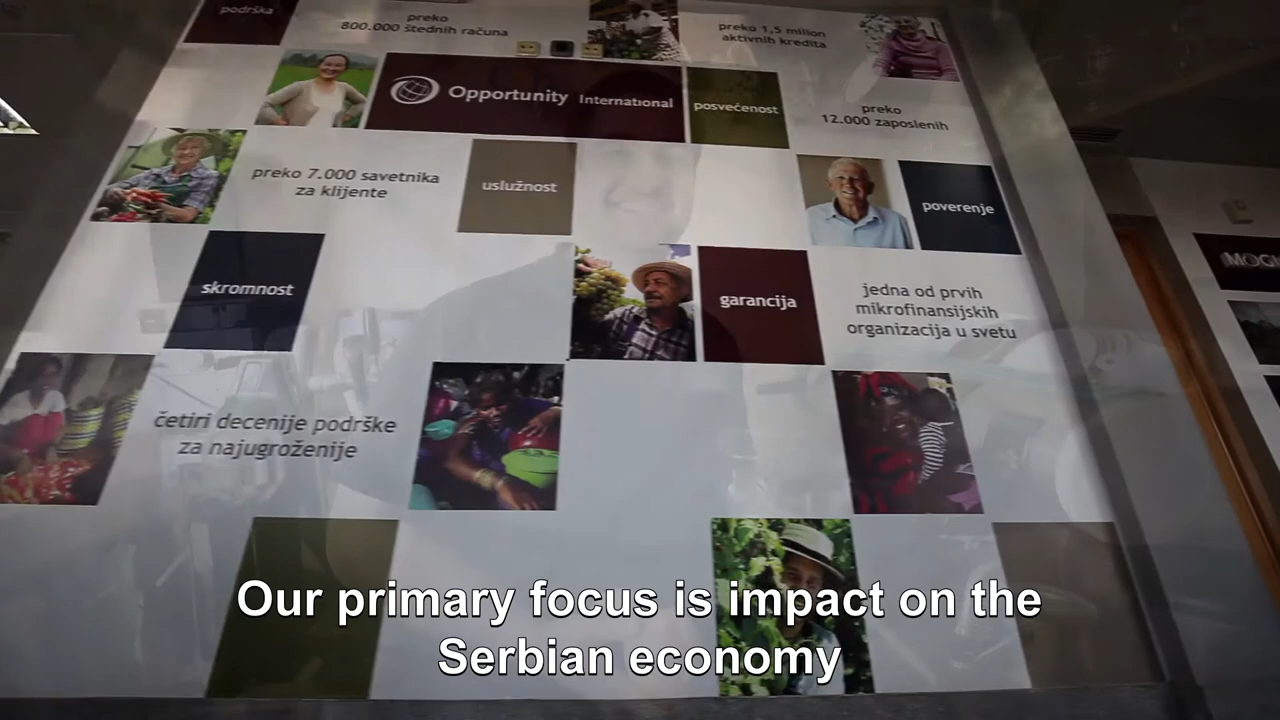 podrška
preko
800.000 štednih računa
preko 1,5 milion
aktivnih kredita
Opportunity International
posvećenost
preko
12.000 zaposlenih
preko 7.000 savetnika
za klijente
uslužnost
poverenje
skromnost
garancija
jedna od prvih
mikrofinansijskih
organizacija u svetu
četiri decenije podrške
za najugroženije
Our primary focus is impact on the
Serbian economy